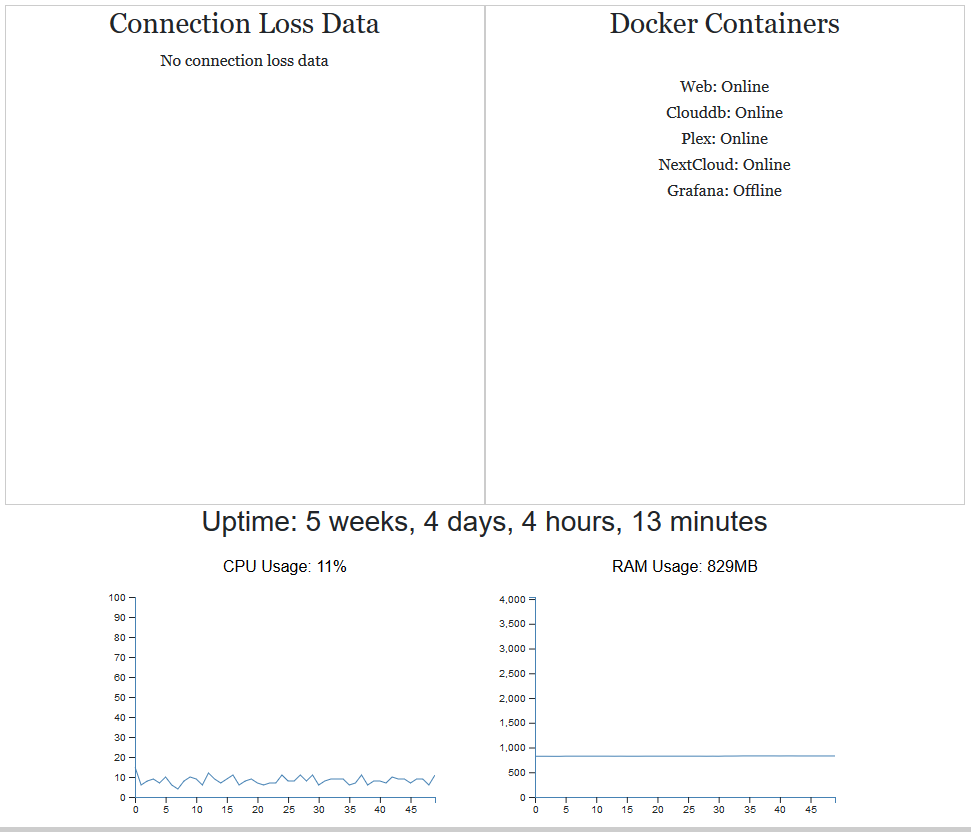 Connection Loss Data
No connection loss data
Docker Containers
Web: Online
Clouddb: Online
Plex: Online
NextCloud: Online
Grafana: Offline
Uptime: 5 weeks, 4 days, 4 hours, 13 minutes
CPU Usage: 11%
100
90
80
70
60
50
40
30
20
10
0
0 5 10 15 20 25 30 35 40 45
RAM Usage: 829MB
4,000
3,500
3,000
2,500
2,000
1,500
1,000
500
0
0 5 10 15 20 25 30 35 40 45